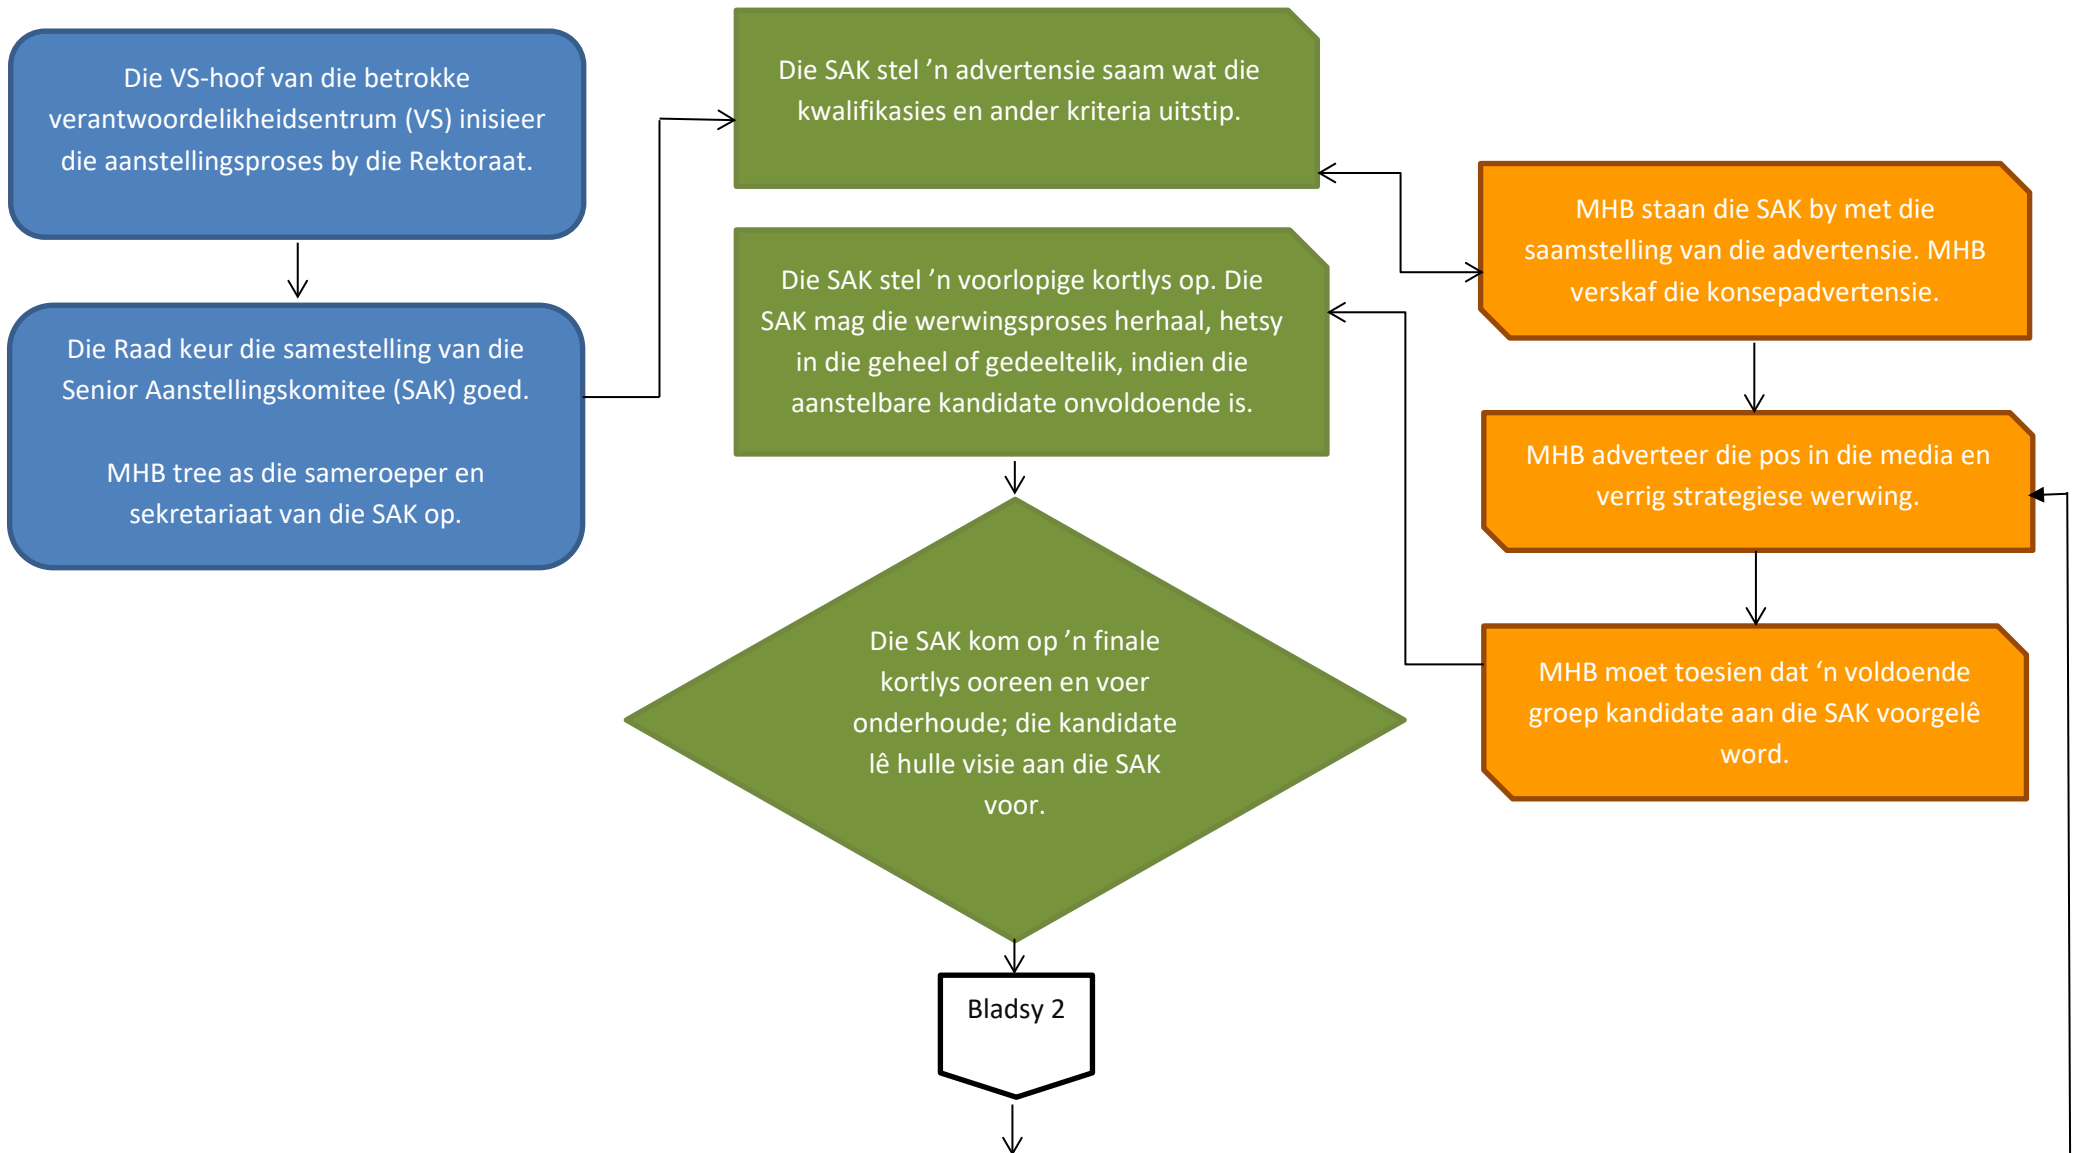 Die VS-hoof van die betrokke
verantwoordelikheidsentrum (VS) inisieer
die aanstellingsproses by die Rektoraat.
Die Raad keur die samestelling van die
Senior Aanstellingskomitee (SAK) goed.
MHB tree as die sameroeper en
sekretariaat van die SAK op.
Die SAK stel ’n advertensie saam wat die
kwalifikasies en ander kriteria uitstip.
MHB staan die SAK by met die
saamstelling van die advertensie. MHB
verskaf die konsepadvertensie.
MHB adverteer die pos in die media en
verrig strategiese werwing.
MHB moet toesien dat ‘n voldoende
groep kandidate aan die SAK voorgelê
word.
Die SAK stel ’n voorlopige kortlys op. Die
SAK mag die werwingsproses herhaal, hetsy
in die geheel of gedeeltelik, indien die
aanstelbare kandidate onvoldoende is.
Die SAK kom op ’n finale
kortlys ooreen en voer
onderhoude; die kandidate
lê hulle visie aan die SAK
voor.
Bladsy 2